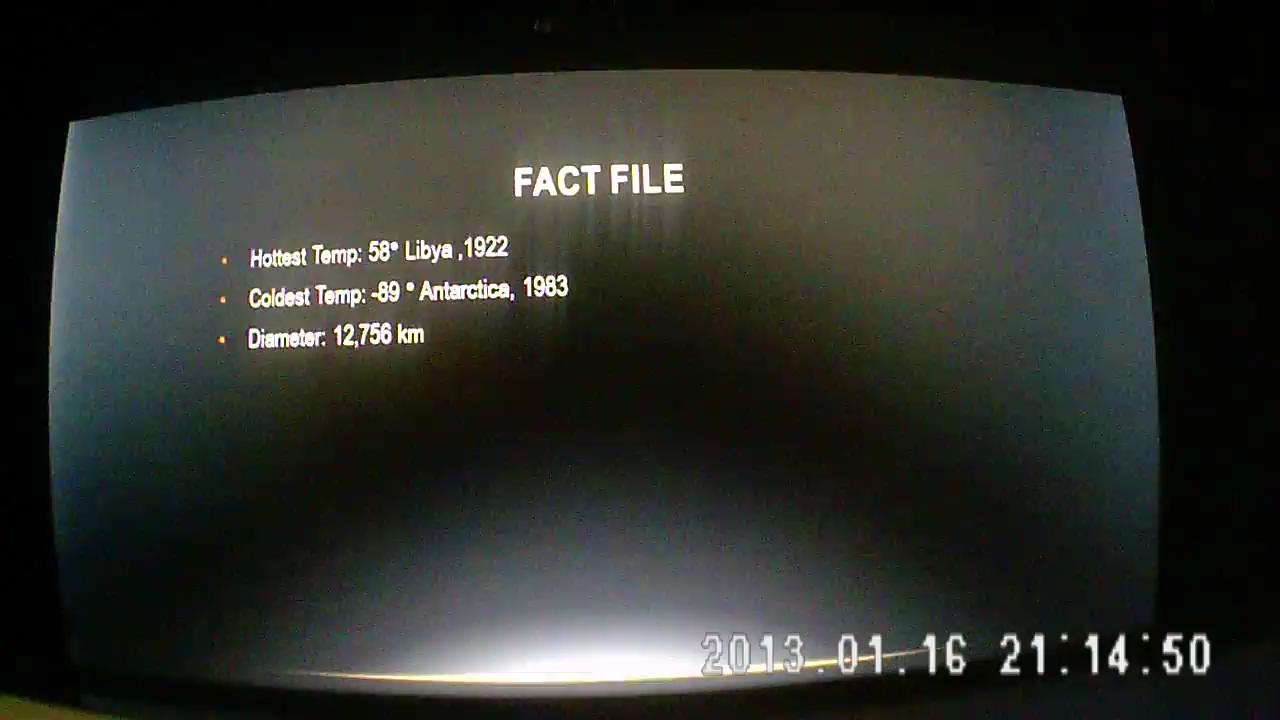 FACT FILE
Hottest Temp: 58° Libya ,1922
Coldest Temp: -89 ° Antarctica, 1983
Diameter: 12,756 km
2013.01.16 21:14:50